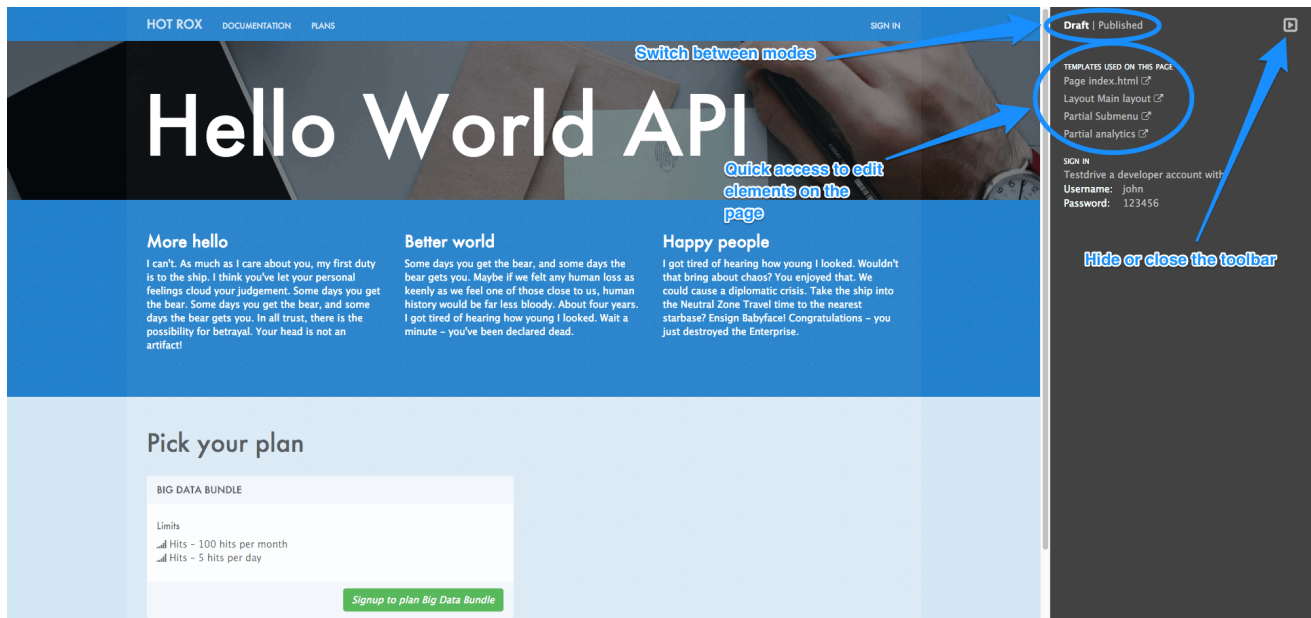 HOT ROX DOCUMENTATION PLANS SIGN IN
Hello World API
More hello
I can't. As much as I care about you, my first duty
is to the ship. I think you've let your personal
feelings cloud your judgement. Some days you get
the bear. Some days you get the bear, and some
days the bear gets you. In all trust, there is the
possibility for betrayal. Your head is not an
artifact!
Better world
Some days you get the bear, and some days the
bear gets you. Maybe if we felt any human loss as
keenly as we feel one of those close to us, human
history would be far less bloody. About four years.
I got tired of hearing how young I looked. Wait a
minute – you've been declared dead.
Happy people
I got tired of hearing how young I looked. Wouldn't
that bring about chaos? You enjoyed that. We
could cause a diplomatic crisis. Take the ship into
the Neutral Zone Travel time to the nearest
starbase? Ensign Babyface! Congratulations – you
just destroyed the Enterprise.
Pick your plan
BIG DATA BUNDLE
Limits
Hits – 100 hits per month
Hits – 5 hits per day
Signup to plan Big Data Bundle
Switch between modes
Quick access to edit
elements on the
page
Draft | Published
TEMPLATES USED ON THIS PAGE
Page index.html
Layout Main layout
Partial Submenu
Partial analytics
SIGN IN
Testdrive a developer account with
Username: john
Password: 123456
Hide or close the toolbar